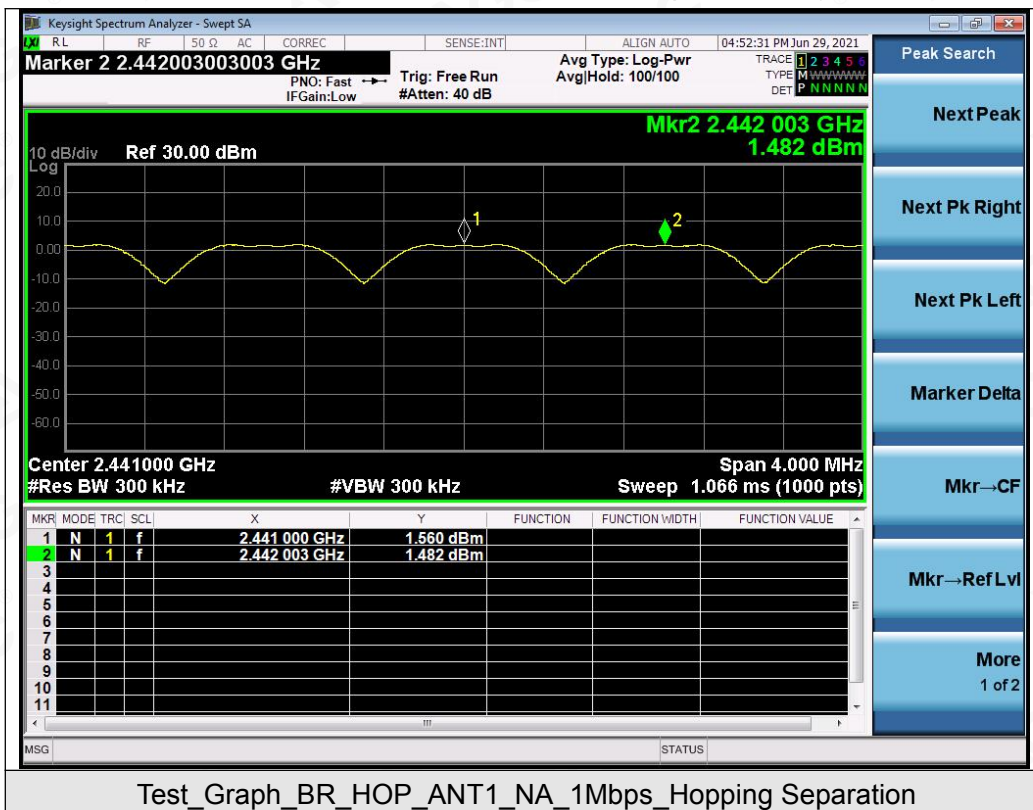 Keysight Spectrum Analyzer - Swept SA
LXI RL RF 50 Ω AC CORREC SENSE:INT ALIGN AUTO 04:52:31 PM Jun 29, 2021
Marker 2 2.442003003003 GHz
PNO: Fast
IFGain:Low
Trig: Free Run
#Atten: 40 dB
Avg Type: Log-Pwr
Avg|Hold: 100/100
TRACE 1 2 3 4 5 6
TYPE M W W W W W
DET P N N N N N
Mkr2 2.442 003 GHz
1.482 dBm
10 dB/div Ref 30.00 dBm
Log
20.0
10.0
0.00
-10.0
-20.0
-30.0
-40.0
-50.0
-60.0
1
2
Center 2.441000 GHz Span 4.000 MHz
#Res BW 300 kHz #VBW 300 kHz Sweep 1.066 ms (1000 pts)
MKR MODE TRC SCL X Y FUNCTION FUNCTION WIDTH FUNCTION VALUE
1 N 1 f 2.441 000 GHz 1.560 dBm
2 N 1 f 2.442 003 GHz 1.482 dBm
3
4
5
6
7
8
9
10
11
MSG STATUS
Peak Search
Next Peak
Next Pk Right
Next Pk Left
Marker Delta
Mkr→CF
Mkr→Ref Lvl
More
1 of 2
Test_Graph_BR_HOP_ANT1_NA_1Mbps_Hopping Separation